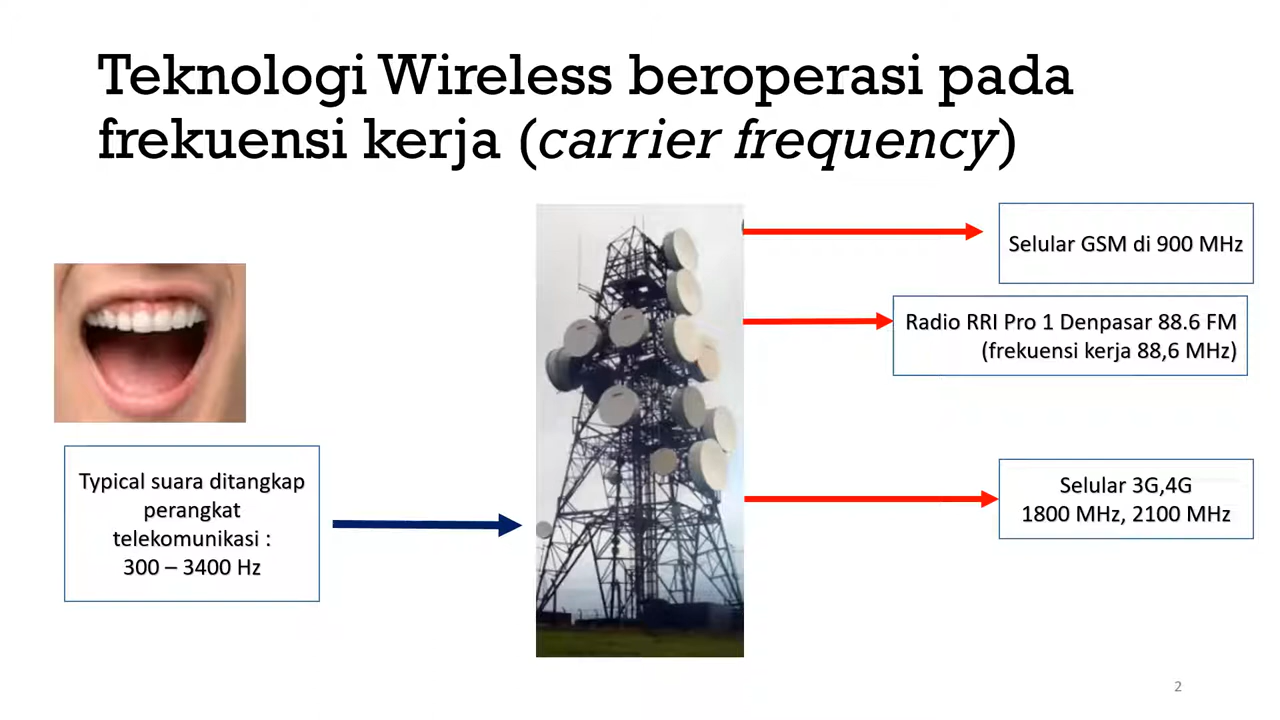 Teknologi Wireless beroperasi pada
frekuensi kerja (carrier frequency)
Selular GSM di 900 MHz
Radio RRI Pro 1 Denpasar 88.6 FM
(frekuensi kerja 88,6 MHz)
Typical suara ditangkap
perangkat
telekomunikasi :
300 – 3400 Hz
Selular 3G,4G
1800 MHz, 2100 MHz
2